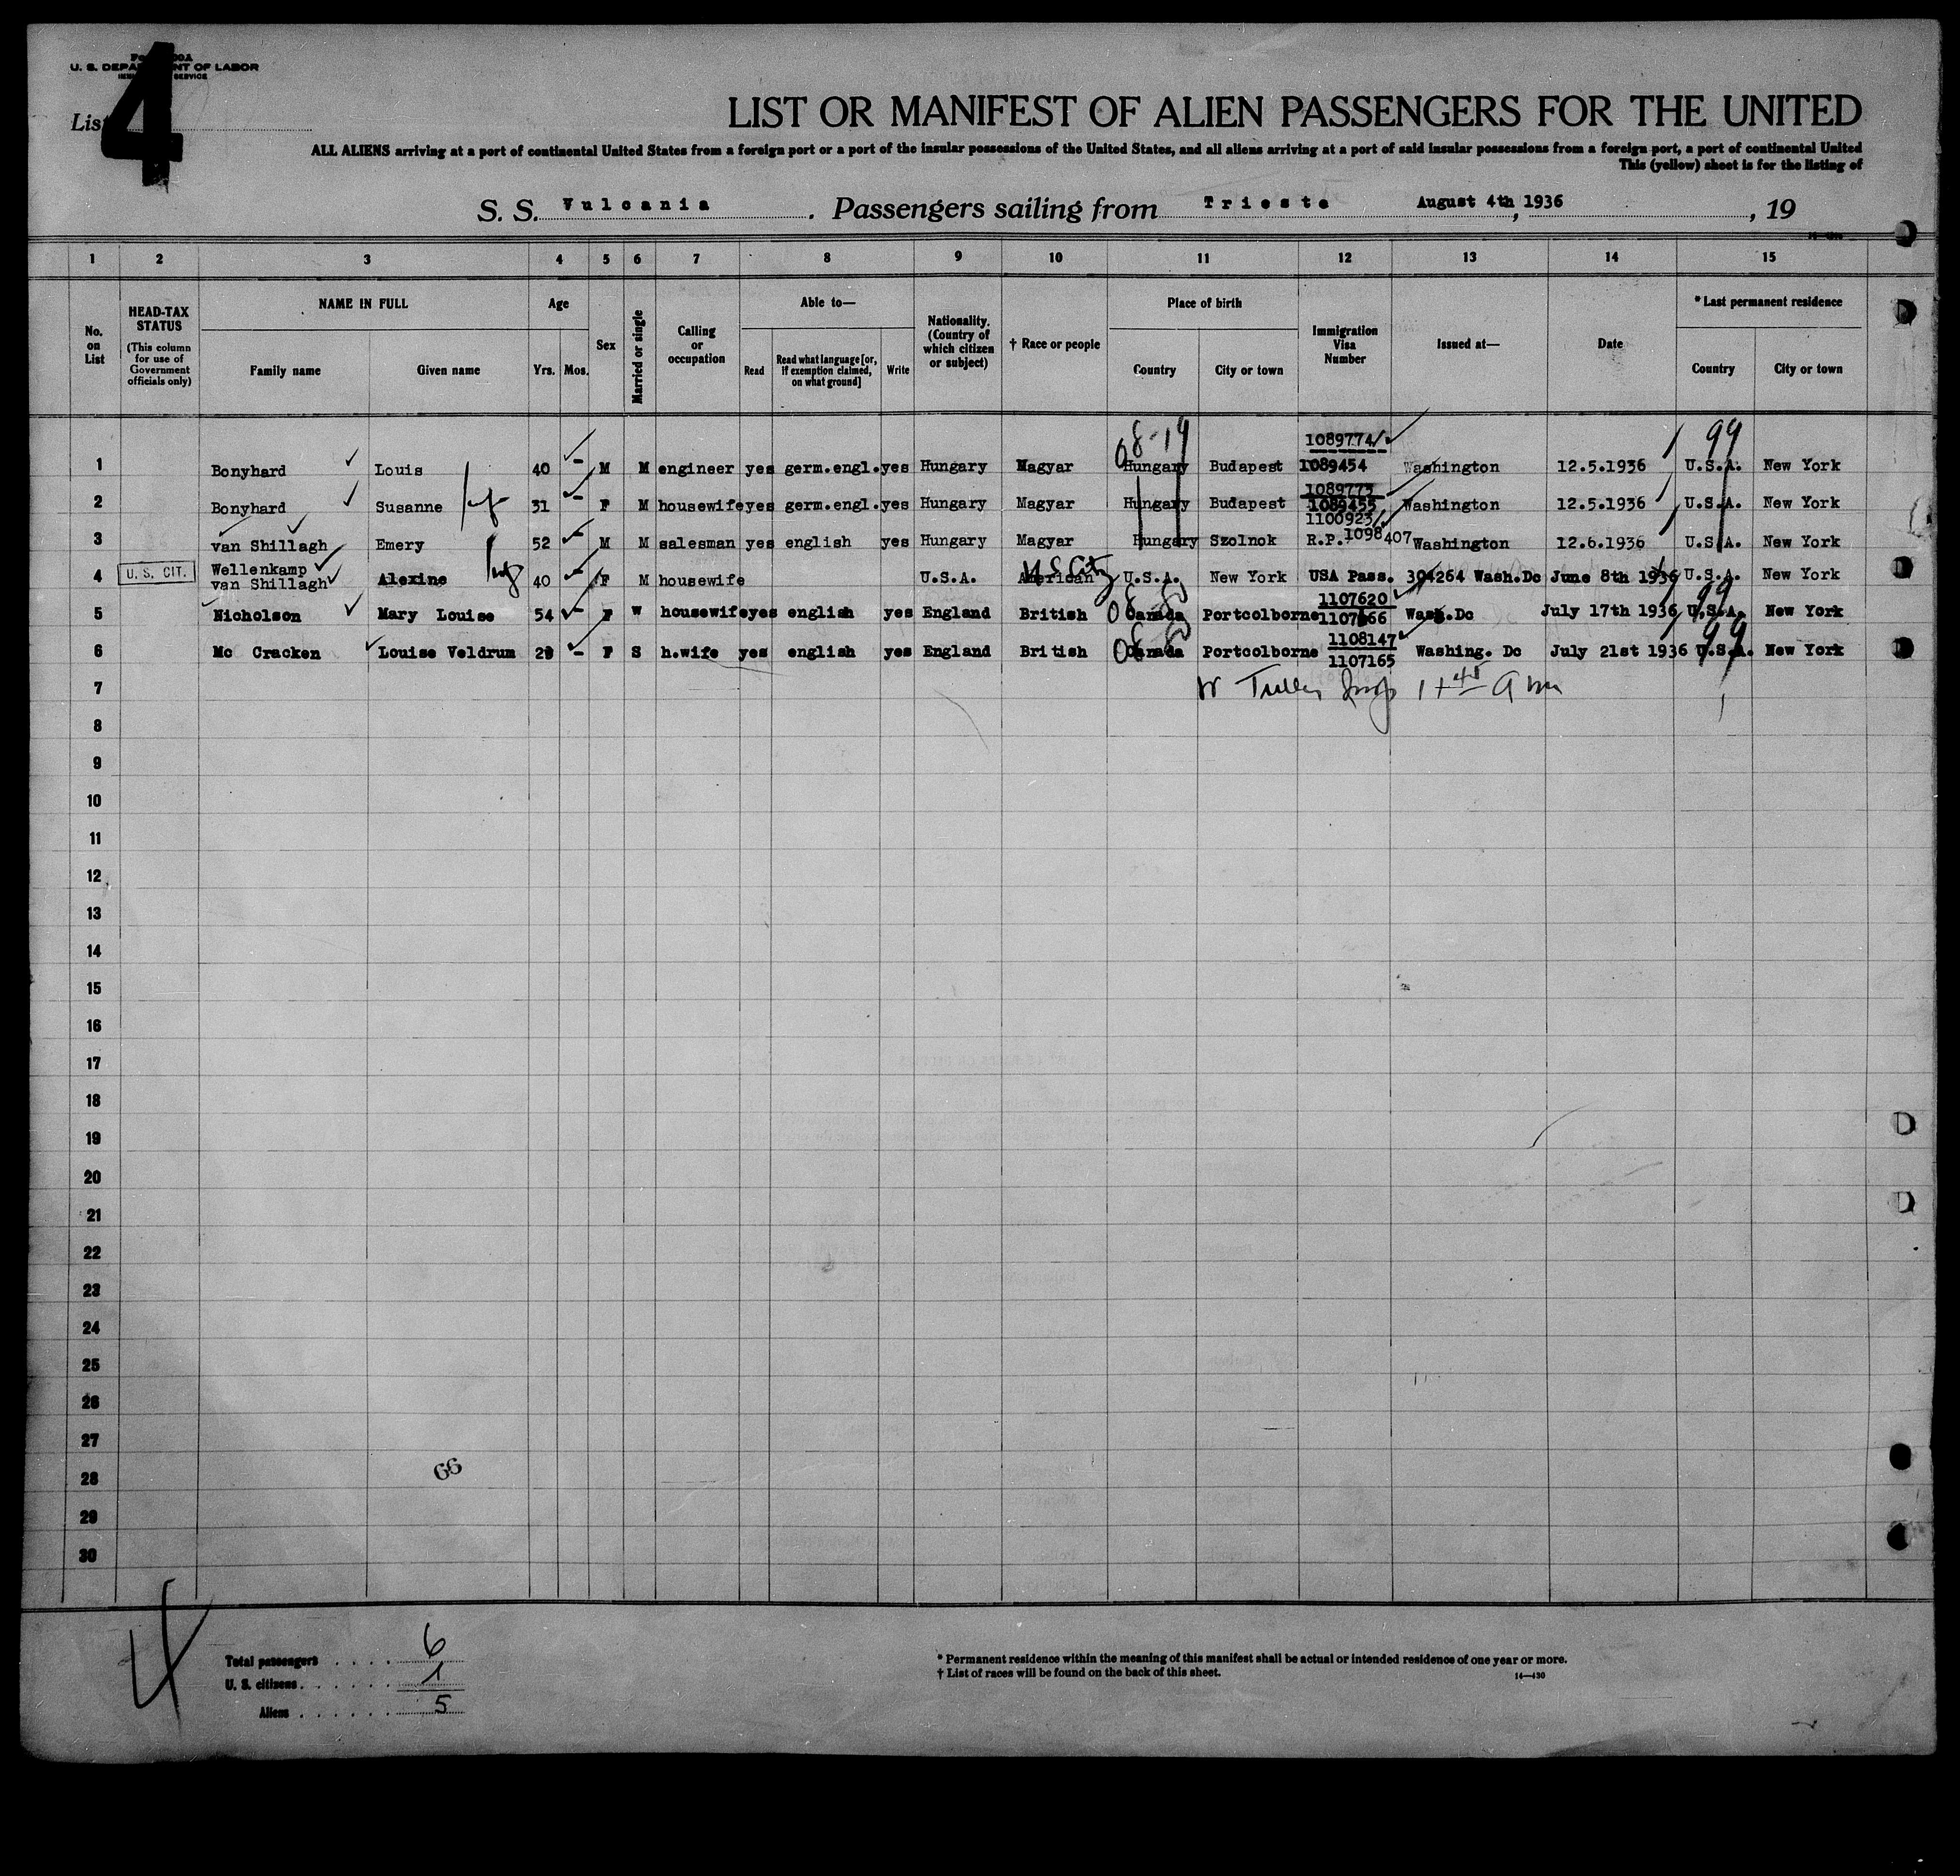 U. S. DEPARTMENT OF LABOR
List
4
LIST OR MANIFEST OF ALIEN PASSENGERS FOR THE UNITED
ALL ALIENS arriving at a port of continental United States from a foreign port or a port of the insular possessions of the United States, and all aliens arriving at a port of said insular possessions from a foreign port, a port of continental United
This (yellow) sheet is for the listing of
S. S. Vulcania. Passengers sailing from Trieste August 4th, 1936, 19
1 2 3 4 5 6 7 8 9 10 11 12 13 14 15
No. on List
HEAD-TAX STATUS (This column for use of Government officials only)
NAME IN FULL Family name Given name
Age Yrs. Mos.
Sex
Married or single
Calling or occupation
Able to— Read Read what language [or, if exemption claimed, on what ground] Write
Nationality. (Country of which citizen or subject)
† Race or people
Place of birth Country City or town
Immigration Visa Number
Issued at—
Date
* Last permanent residence Country City or town
08-19 1089774/ 99
1 Bonyhard Louis 40 - M M engineer yes germ.engl. yes Hungary Magyar Hungary Budapest 1089454 Washington 12.5.1936 U.S.A. New York
1089773
2 Bonyhard Susanne 31 - F M housewife yes germ.engl. yes Hungary Magyar Hungary Budapest 1089455 Washington 12.5.1936 U.S.A. New York
1100923/
3 van Shillagh Emery 52 - M M salesman yes english yes Hungary Magyar Hungary Szolnok R.P.1098407 Washington 12.6.1936 U.S.A. New York
Wellenkamp U S City
4 U. S. CIT. van Shillagh Alexine 40 - F M housewife U.S.A. American U.S.A. New York USA Pass. 304264 Wash.Dc June 8th 1936 U.S.A. New York
1107620 99
5 Nicholson Mary Louise 54 - F W housewife yes english yes England British Canada Portcolborne Wash.Dc July 17th 1936 U.S.A. New York
1108147 99
6 Mc Cracken Louise Veldrum 29 - F S h.wife yes english yes England British Canada Portcolborne 1107165 Washing. Dc July 21st 1936 U.S.A. New York
7
8
9
10
11
12
13
14
15
16
17
18
19
20
21
22
23
24
25
26
27
28
29
30
66
4
Total passengers . . . . 6
U. S. citizens . . . . . . 1
Aliens . . . . . . 5
* Permanent residence within the meaning of this manifest shall be actual or intended residence of one year or more.
† List of races will be found on the back of this sheet.
14—430